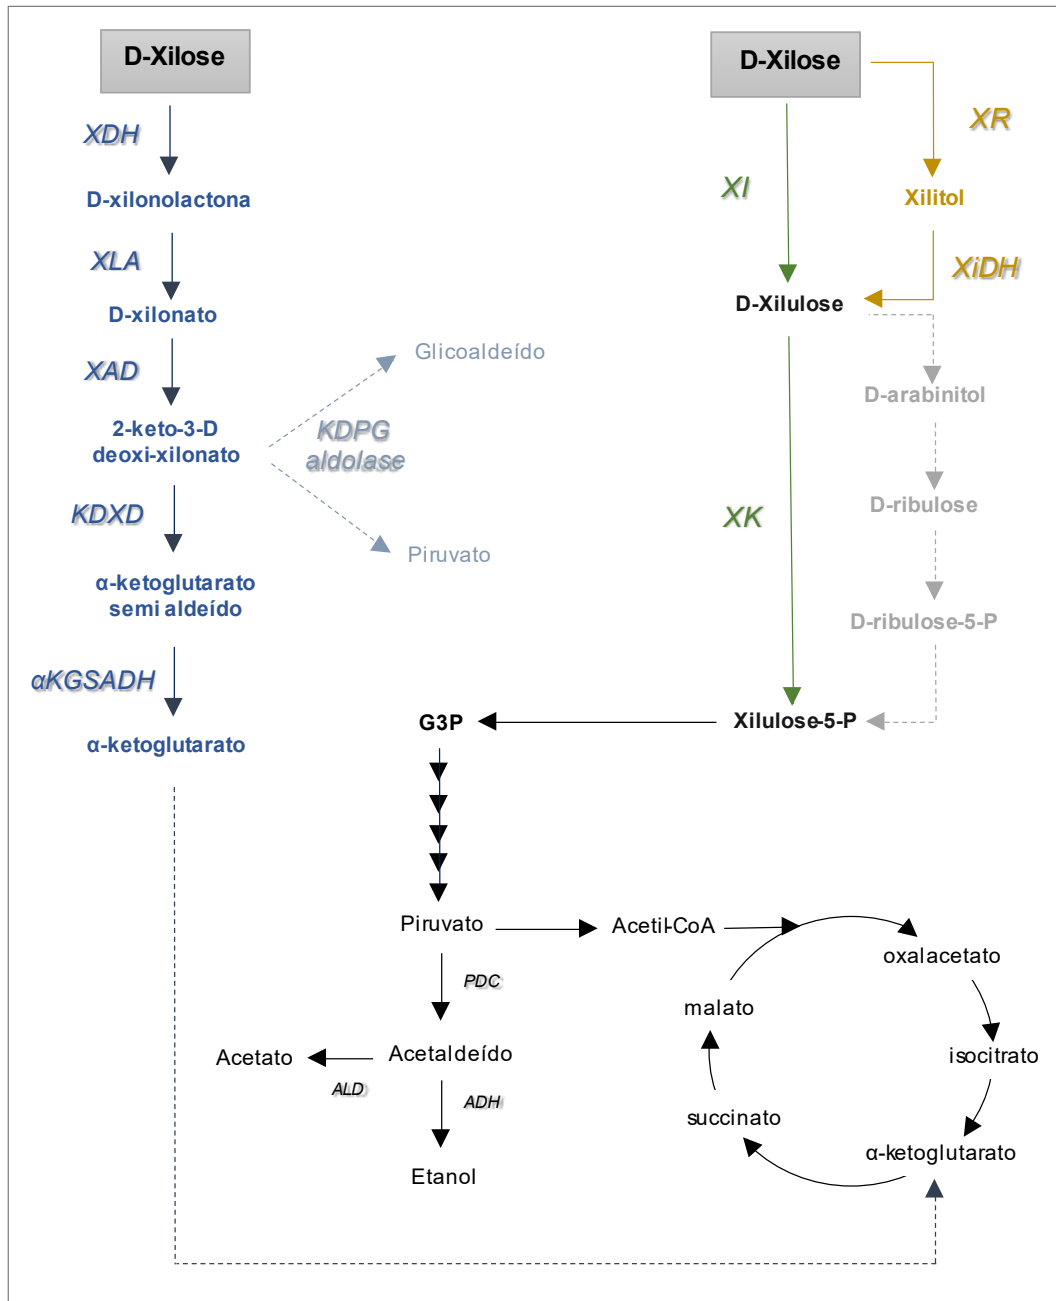 D-Xilose
XDH
D-xilonolactona
XLA
D-xilonato
XAD
2-keto-3-D
deoxi-xilonato
KDXD
α-ketoglutarato
semi aldeído
αKGSADH
α-ketoglutarato
Glicoaldeído
KDPG
aldolase
Piruvato
D-Xilose
XR
XI
Xilitol
XiDH
D-Xilulose
D-arabinitol
XK
D-ribulose
D-ribulose-5-P
Xilulose-5-P
G3P
Piruvato
Acetil-CoA
PDC
Acetaldeído
Acetato
ALD
ADH
Etanol
oxalacetato
isocitrato
α-ketoglutarato
succinato
malato